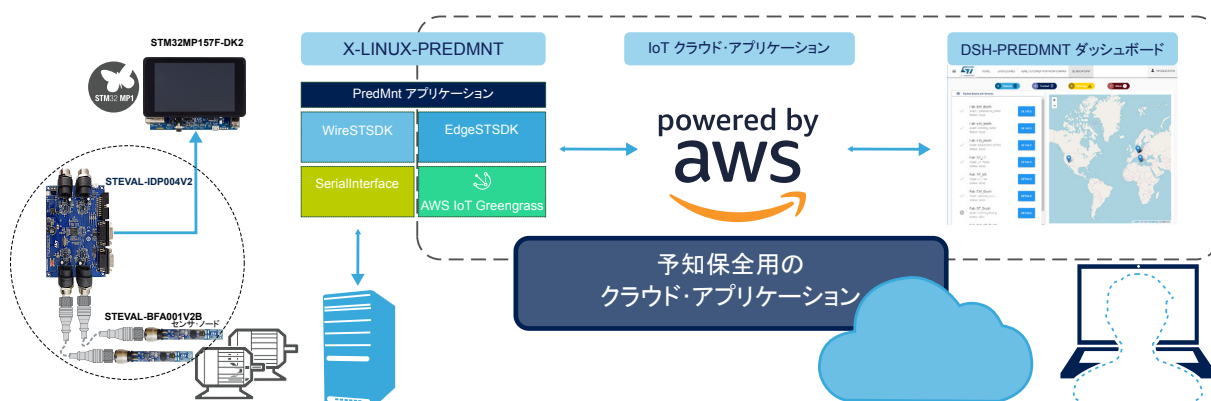 STM32MP157F-DK2
STM32 MP1
STEVAL-IDP004V2
STEVAL-BFA001V2B
センサ・ノード
X-LINUX-PREDMNT
PredMnt アプリケーション
WireSTSDK
EdgeSTSDK
SerialInterface
AWS IoT Greengrass
IoT クラウド・アプリケーション
powered by
aws
DSH-PREDMNT ダッシュボード
予知保全用の
クラウド・アプリケーション